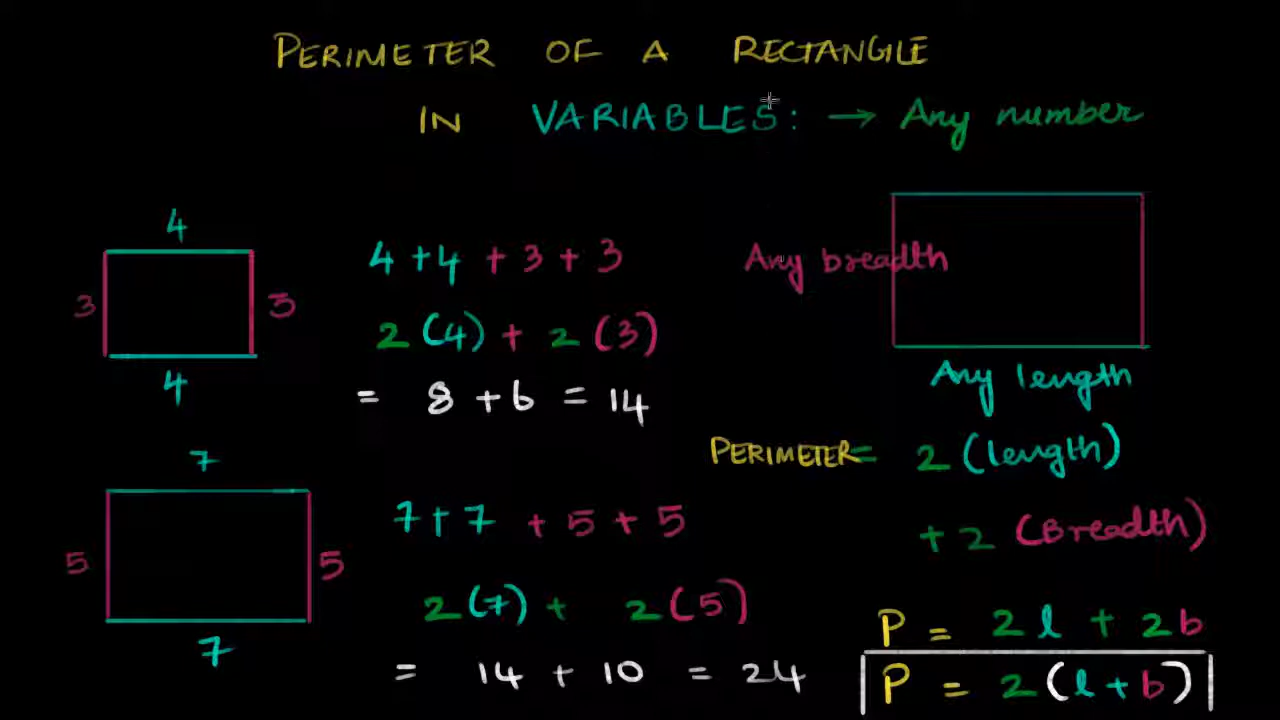 PERIMETER OF A RECTANGLE
IN VARIABLES: → Any number
4
3 3
4
4 + 4 + 3 + 3
2 (4) + 2 (3)
= 8 + 6 = 14
7
5 5
7
7 + 7 + 5 + 5
2 (7) + 2 (5)
= 14 + 10 = 24
Any breadth
Any length
PERIMETER = 2 (length)
+ 2 (Breadth)
P = 2l + 2b
P = 2(l + b)